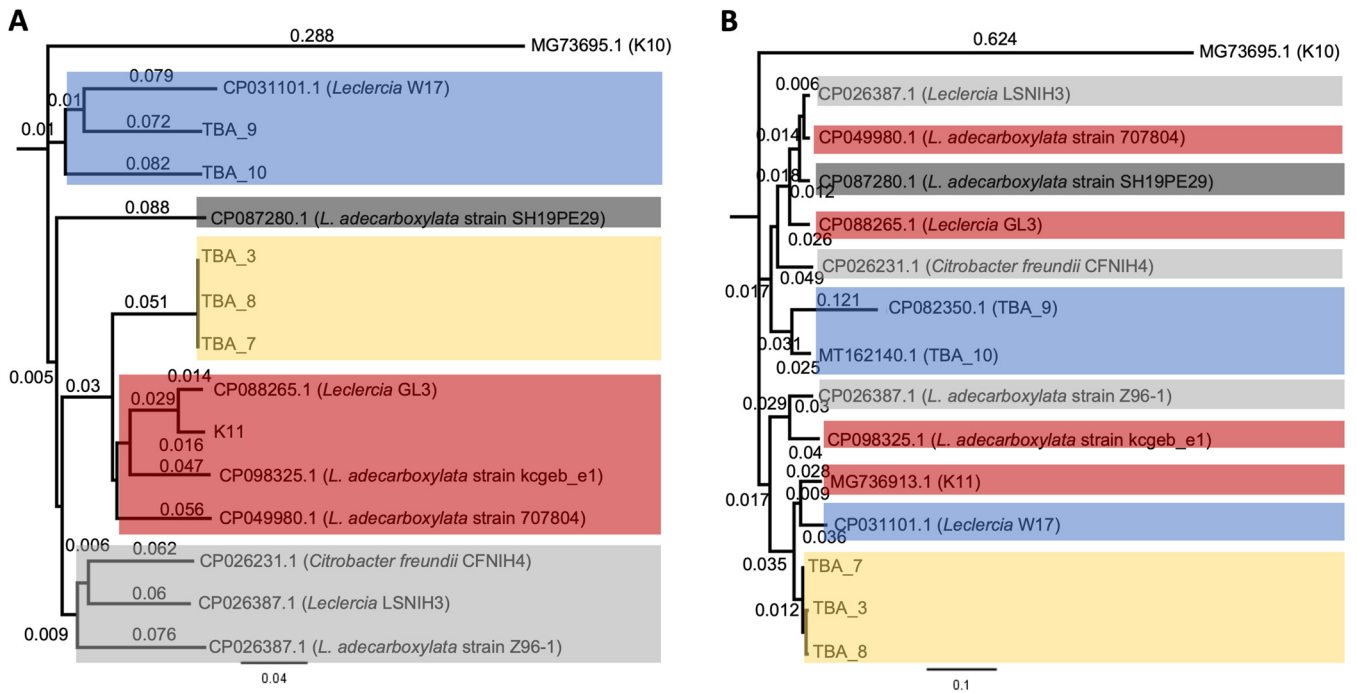 A
0.288
MG73695.1 (K10)
0.079
CP031101.1 (Leclercia W17)
0.01
0.072
TBA_9
0.01
0.082
TBA_10
0.088
CP087280.1 (L. adecarboxylata strain SH19PE29)
TBA_3
0.051
TBA_8
TBA_7
0.005
0.03
0.014
CP088265.1 (Leclercia GL3)
0.029
K11
0.016
0.047
CP098325.1 (L. adecarboxylata strain kcgeb_e1)
0.056
CP049980.1 (L. adecarboxylata strain 707804)
0.006
0.062
CP026231.1 (Citrobacter freundii CFNIH4)
0.06
CP026387.1 (Leclercia LSNIH3)
0.009
0.076
CP026387.1 (L. adecarboxylata strain Z96-1)
0.04
B
0.624
MG73695.1 (K10)
0.006
CP026387.1 (Leclercia LSNIH3)
0.014
CP049980.1 (L. adecarboxylata strain 707804)
0.018
CP087280.1 (L. adecarboxylata strain SH19PE29)
0.012
CP088265.1 (Leclercia GL3)
0.026
CP026231.1 (Citrobacter freundii CFNIH4)
0.049
0.017
0.121
CP082350.1 (TBA_9)
0.031
MT162140.1 (TBA_10)
0.025
CP026387.1 (L. adecarboxylata strain Z96-1)
0.029
0.03
CP098325.1 (L. adecarboxylata strain kcgeb_e1)
0.04
0.028
MG736913.1 (K11)
0.009
0.017
CP031101.1 (Leclercia W17)
0.036
0.035
TBA_7
0.012
TBA_3
TBA_8
0.1